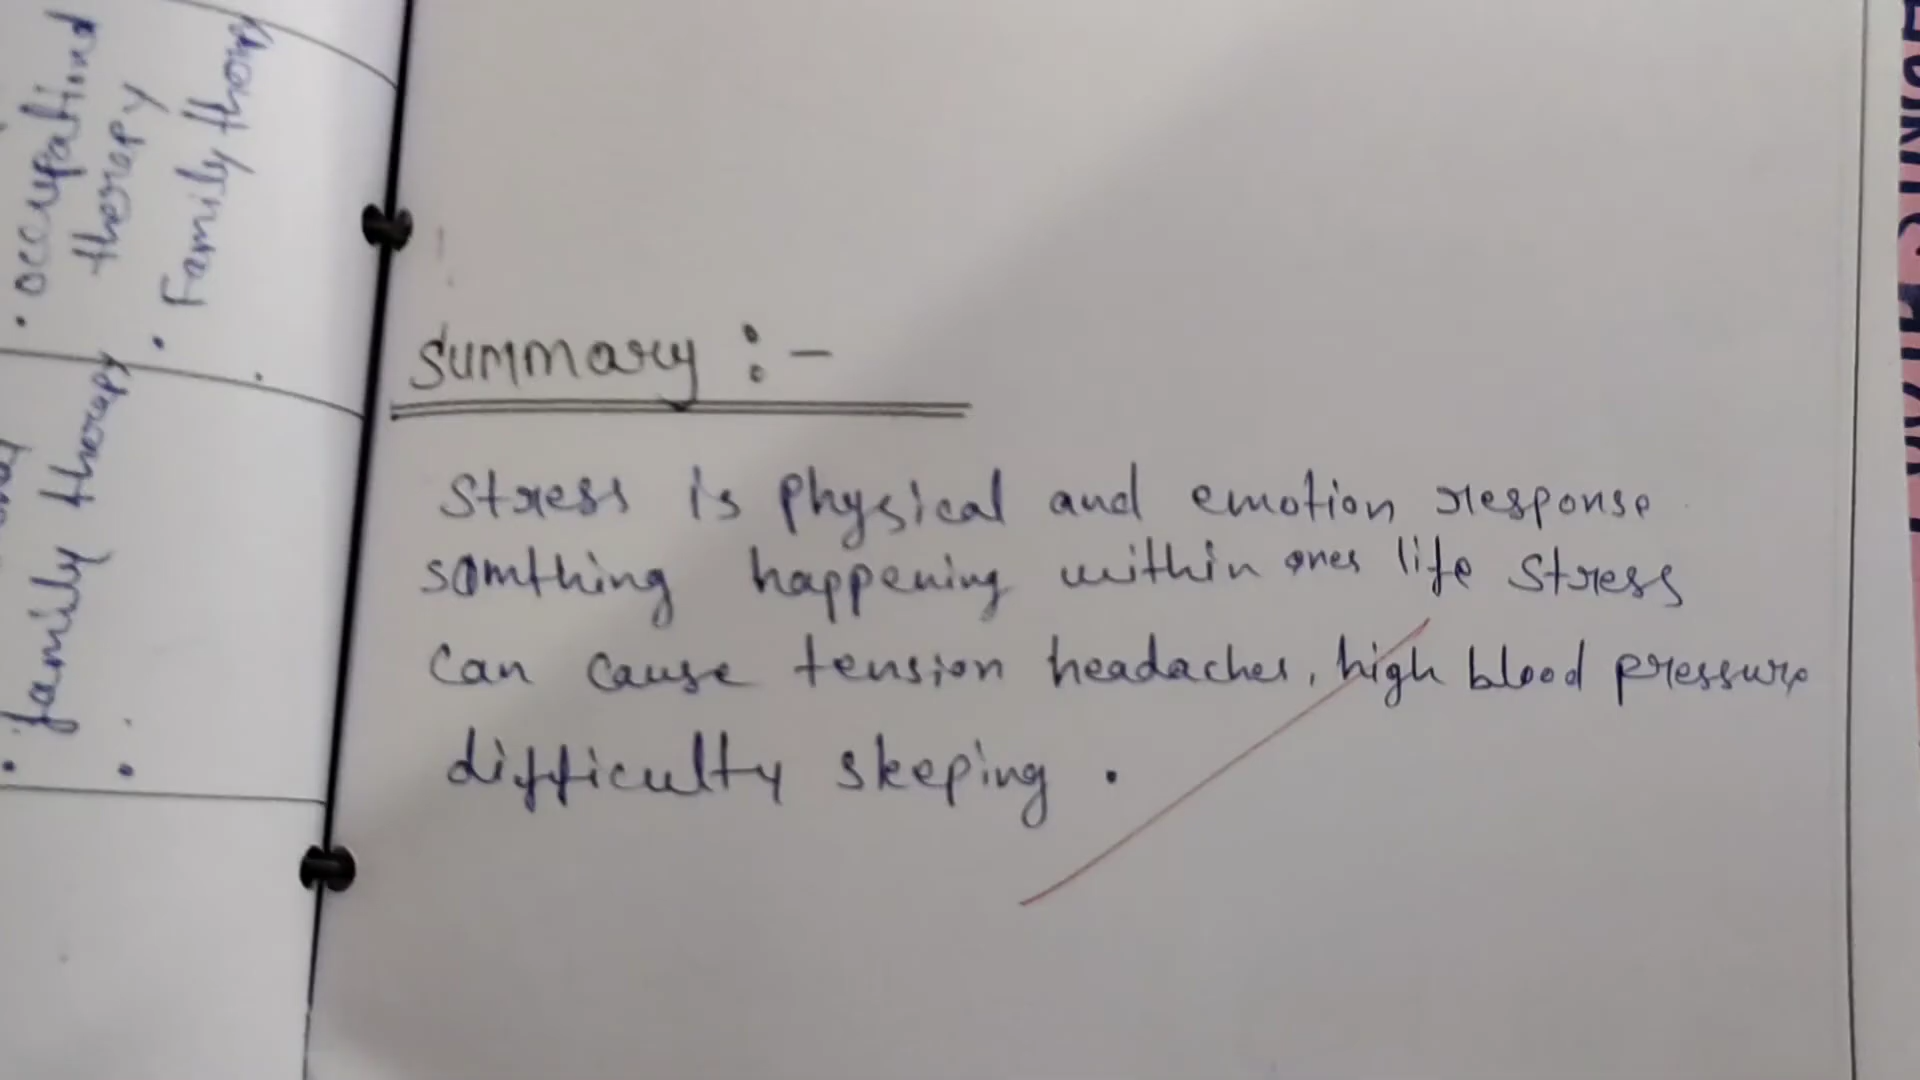 • occupational
therapy
• Family therapy
• family therapy
•
Summary :-
Stress is physical and emotion response
somthing happening within ones life stress
can cause tension headaches, high blood pressure
difficulty skeeping .